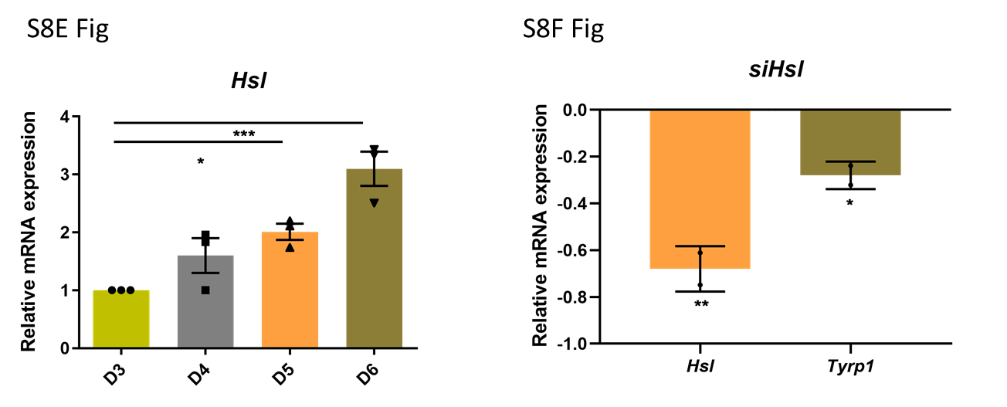 S8E Fig
S8F Fig
Hsl
Relative mRNA expression
4
3
2
1
0
***
*
D3
D4
D5
D6
siHsl
Relative mRNA expression
0.0
-0.2
-0.4
-0.6
-0.8
-1.0
**
*
Hsl
Tyrp1